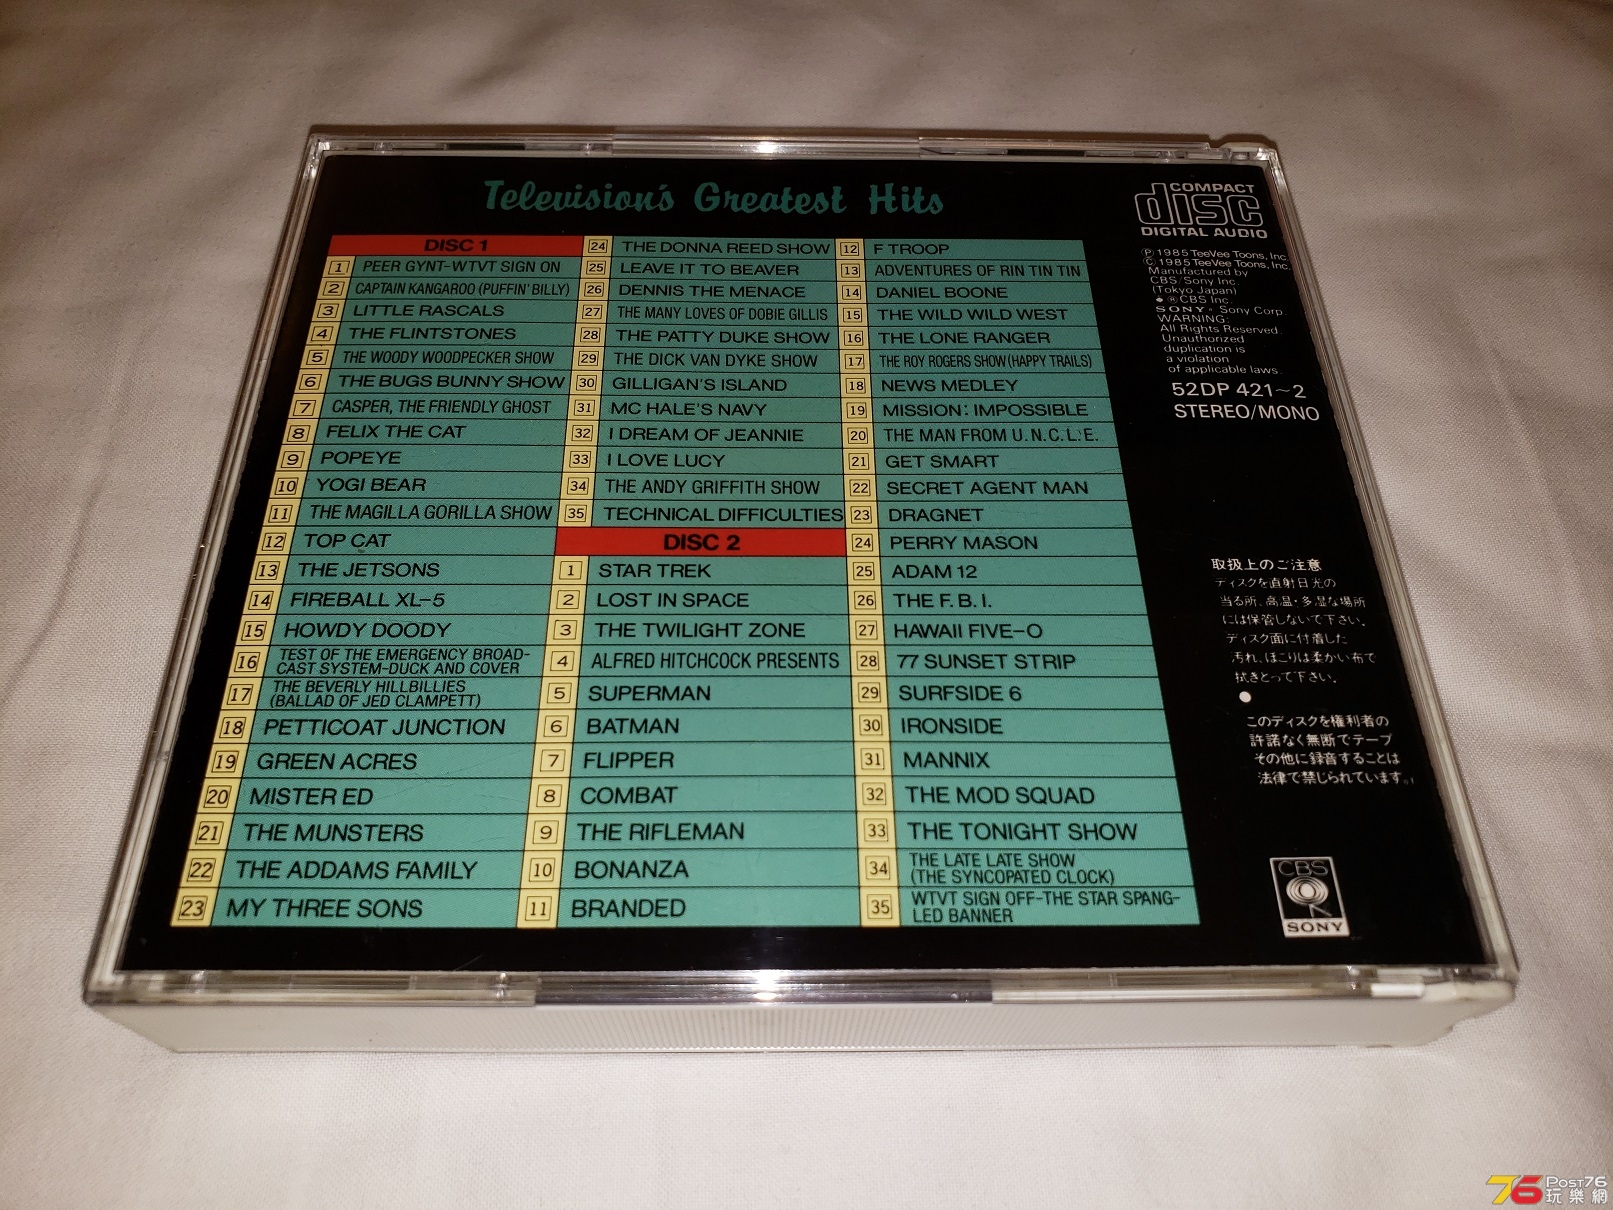 Television's Greatest Hits
DISC 1
1 PEER GYNT-WTVT SIGN ON
2 CAPTAIN KANGAROO (PUFFIN' BILLY)
3 LITTLE RASCALS
4 THE FLINTSTONES
5 THE WOODY WOODPECKER SHOW
6 THE BUGS BUNNY SHOW
7 CASPER, THE FRIENDLY GHOST
8 FELIX THE CAT
9 POPEYE
10 YOGI BEAR
11 THE MAGILLA GORILLA SHOW
12 TOP CAT
13 THE JETSONS
14 FIREBALL XL-5
15 HOWDY DOODY
16 TEST OF THE EMERGENCY BROAD-
CAST SYSTEM-DUCK AND COVER
17 THE BEVERLY HILLBILLIES
(BALLAD OF JED CLAMPETT)
18 PETTICOAT JUNCTION
19 GREEN ACRES
20 MISTER ED
21 THE MUNSTERS
22 THE ADDAMS FAMILY
23 MY THREE SONS
24 THE DONNA REED SHOW
25 LEAVE IT TO BEAVER
26 DENNIS THE MENACE
27 THE MANY LOVES OF DOBIE GILLIS
28 THE PATTY DUKE SHOW
29 THE DICK VAN DYKE SHOW
30 GILLIGAN'S ISLAND
31 MC HALE'S NAVY
32 I DREAM OF JEANNIE
33 I LOVE LUCY
34 THE ANDY GRIFFITH SHOW
35 TECHNICAL DIFFICULTIES
DISC 2
1 STAR TREK
2 LOST IN SPACE
3 THE TWILIGHT ZONE
4 ALFRED HITCHCOCK PRESENTS
5 SUPERMAN
6 BATMAN
7 FLIPPER
8 COMBAT
9 THE RIFLEMAN
10 BONANZA
11 BRANDED
12 F TROOP
13 ADVENTURES OF RIN TIN TIN
14 DANIEL BOONE
15 THE WILD WILD WEST
16 THE LONE RANGER
17 THE ROY ROGERS SHOW (HAPPY TRAILS)
18 NEWS MEDLEY
19 MISSION: IMPOSSIBLE
20 THE MAN FROM U.N.C.L.E.
21 GET SMART
22 SECRET AGENT MAN
23 DRAGNET
24 PERRY MASON
25 ADAM 12
26 THE F.B.I.
27 HAWAII FIVE-O
28 77 SUNSET STRIP
29 SURFSIDE 6
30 IRONSIDE
31 MANNIX
32 THE MOD SQUAD
33 THE TONIGHT SHOW
34 THE LATE LATE SHOW
(THE SYNCOPATED CLOCK)
35 WTVT SIGN OFF-THE STAR SPANG-
LED BANNER
COMPACT
disc
DIGITAL AUDIO
Ⓟ1985 TeeVee Toons, Inc.
©1985 TeeVee Toons, Inc.
Manufactured by
CBS/Sony Inc.
(Tokyo Japan)
®CBS Inc.
SONY® Sony Corp.
WARNING:
All Rights Reserved.
Unauthorized
duplication is
a violation
of applicable laws.
52DP 421~2
STEREO/MONO
取扱上のご注意
ディスクを直射日光の
当る所、高温・多湿な場所
には保管しないで下さい。
ディスク面に付着した
汚れ、ほこりは柔かい布で
拭きとって下さい。
●
このディスクを権利者の
許諾なく無断でテープ
その他に録音することは
法律で禁じられています。
CBS
SONY
76 Post76
玩樂網